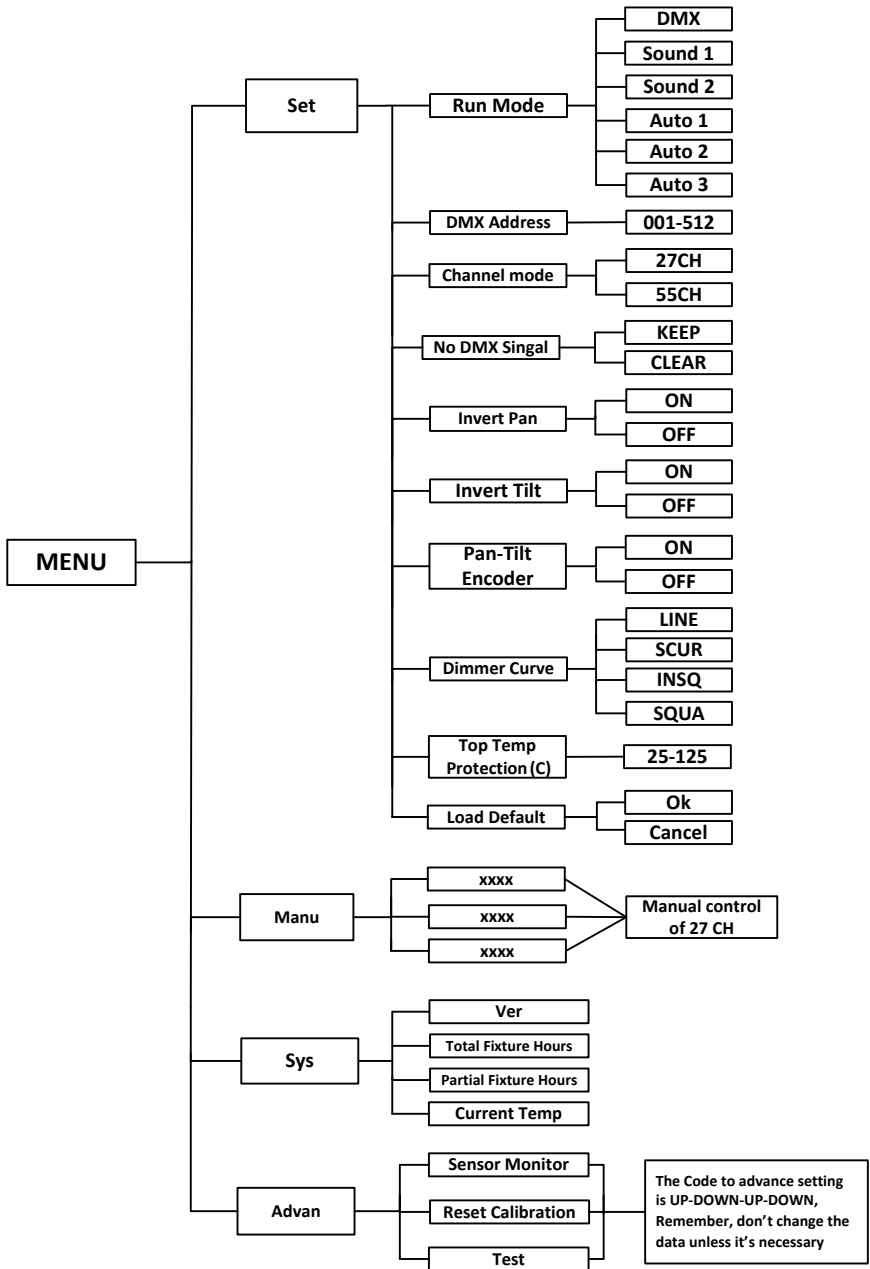 MENU
Set
Run Mode
DMX
Sound 1
Sound 2
Auto 1
Auto 2
Auto 3
DMX Address
001-512
Channel mode
27CH
55CH
No DMX Singal
KEEP
CLEAR
Invert Pan
ON
OFF
Invert Tilt
ON
OFF
Pan-Tilt
Encoder
ON
OFF
Dimmer Curve
LINE
SCUR
INSQ
SQUA
Top Temp
Protection (C)
25-125
Load Default
Ok
Cancel
Manu
xxxx
xxxx
xxxx
Manual control
of 27 CH
Sys
Ver
Total Fixture Hours
Partial Fixture Hours
Current Temp
Advan
Sensor Monitor
Reset Calibration
Test
The Code to advance setting
is UP-DOWN-UP-DOWN,
Remember, don’t change the
data unless it’s necessary